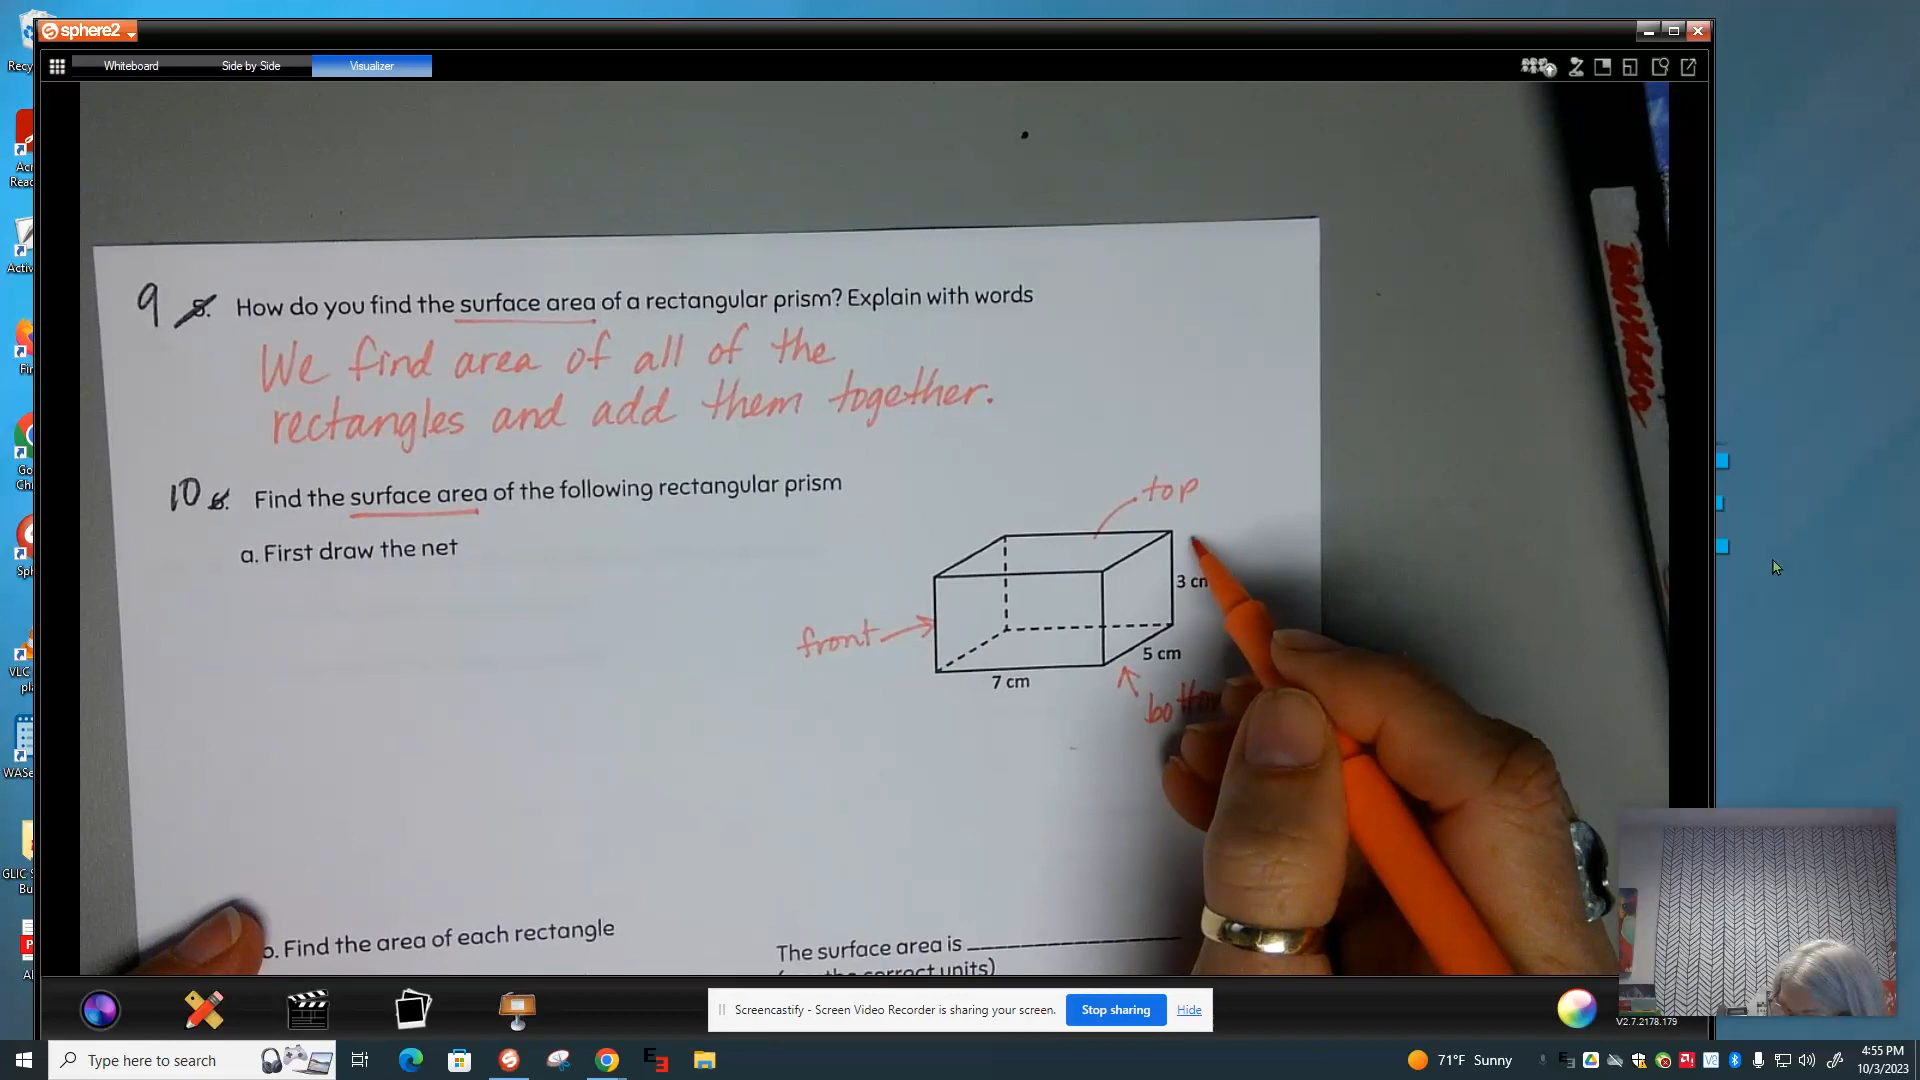 sphere2
Whiteboard
Side by Side
Visualizer
9 8. How do you find the surface area of a rectangular prism? Explain with words
We find area of all of the
rectangles and add them together.
10 Find the surface area of the following rectangular prism
a. First draw the net
top
3 cm
front
5 cm
7 cm
bottom
b. Find the area of each rectangle
The surface area is
correct units)
Screencastify - Screen Video Recorder is sharing your screen.
Stop sharing
Hide
V2.7.2178.179
Type here to search
71°F Sunny
4:55 PM
10/3/2023